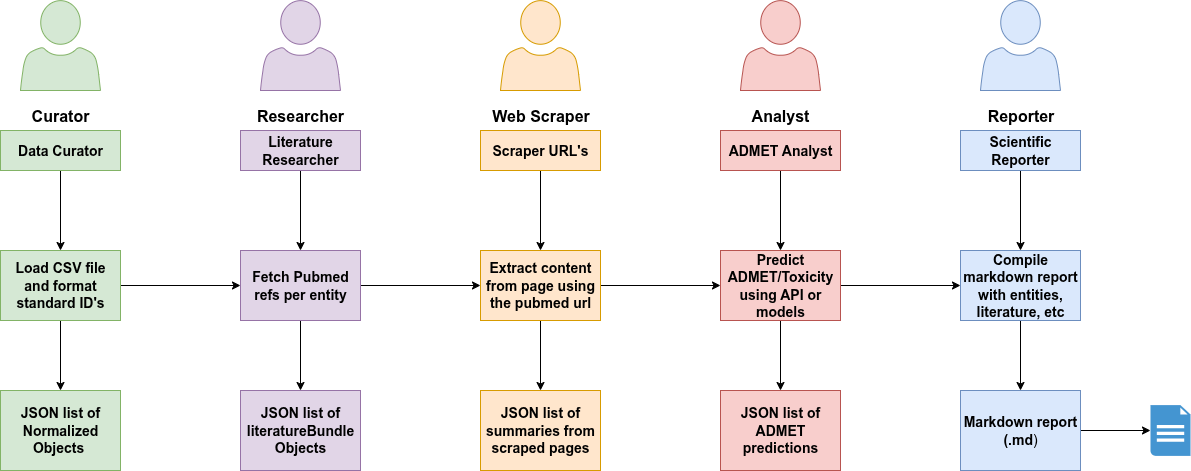 Curator
Researcher
Web Scraper
Analyst
Reporter
Data Curator
Literature
Researcher
Scraper URL's
ADMET Analyst
Scientific
Reporter
Load CSV file
and format
standard ID's
Fetch Pubmed
refs per entity
Extract content
from page using
the pubmed url
Predict
ADMET/Toxicity
using API or
models
Compile
markdown report
with entities,
literature, etc
JSON list of
Normalized
Objects
JSON list of
literatureBundle
Objects
JSON list of
summaries from
scraped pages
JSON list of
ADMET
predictions
Markdown report
(.md)